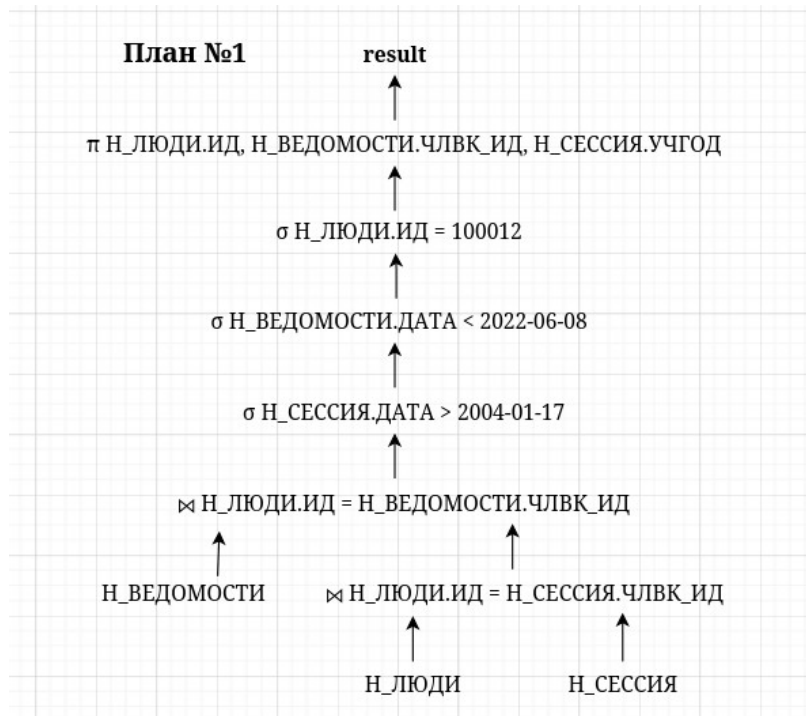 План №1 result
π Н_ЛЮДИ.ИД, Н_ВЕДОМОСТИ.ЧЛВК_ИД, Н_СЕССИЯ.УЧГОД
σ Н_ЛЮДИ.ИД = 100012
σ Н_ВЕДОМОСТИ.ДАТА < 2022-06-08
σ Н_СЕССИЯ.ДАТА > 2004-01-17
⋈ Н_ЛЮДИ.ИД = Н_ВЕДОМОСТИ.ЧЛВК_ИД
Н_ВЕДОМОСТИ ⋈ Н_ЛЮДИ.ИД = Н_СЕССИЯ.ЧЛВК_ИД
Н_ЛЮДИ Н_СЕССИЯ